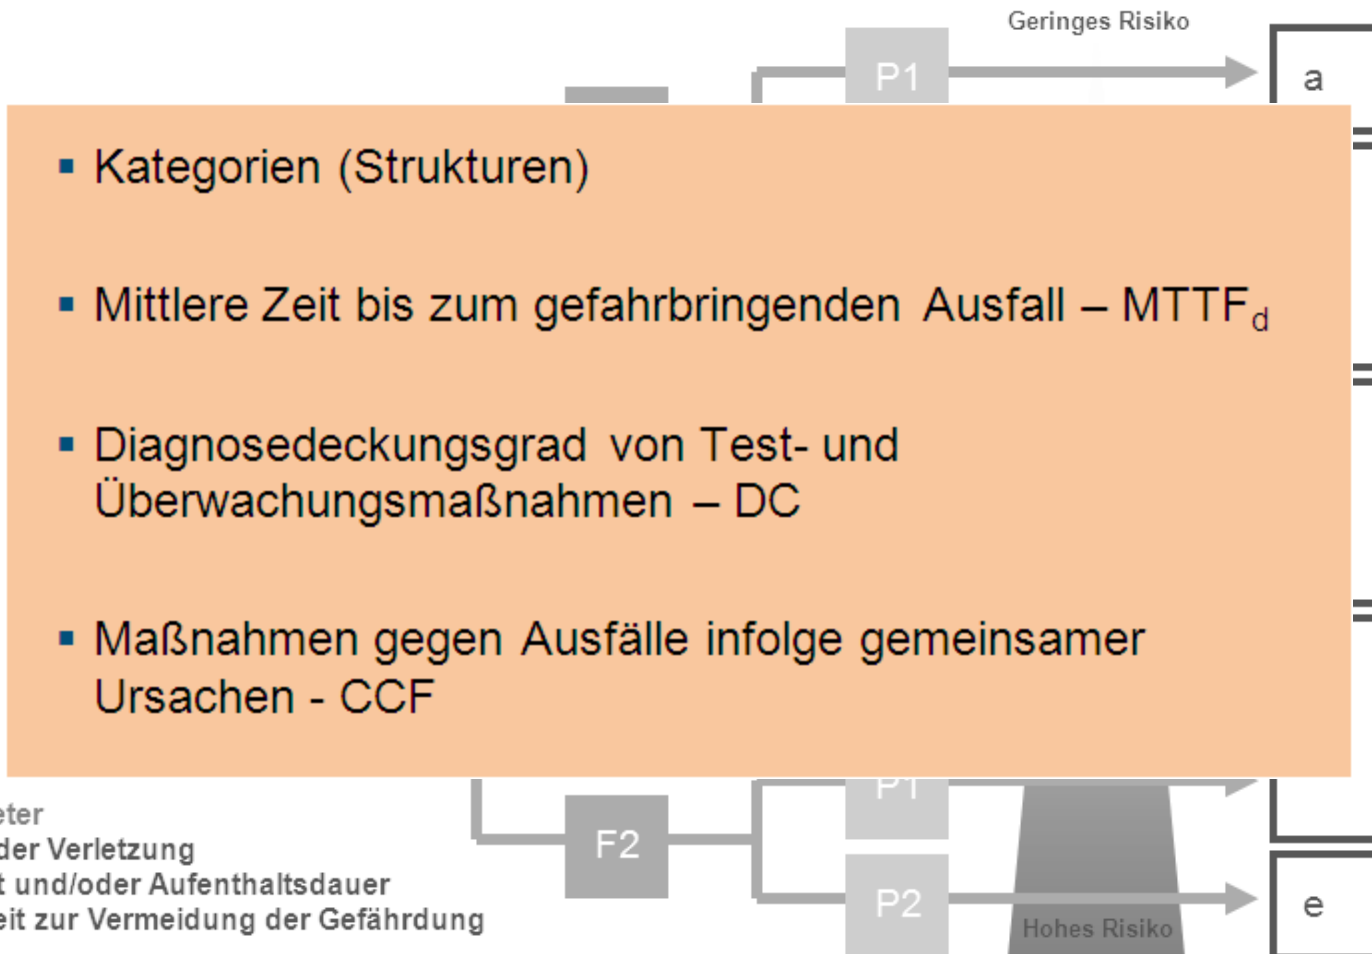 Geringes Risiko
P1
a
▪ Kategorien (Strukturen)
▪ Mittlere Zeit bis zum gefahrbringenden Ausfall – MTTFd
▪ Diagnosedeckungsgrad von Test- und
Überwachungsmaßnahmen – DC
▪ Maßnahmen gegen Ausfälle infolge gemeinsamer
Ursachen - CCF
P1
eter
der Verletzung
F2
t und/oder Aufenthaltsdauer
P2
e
eit zur Vermeidung der Gefährdung
Hohes Risiko